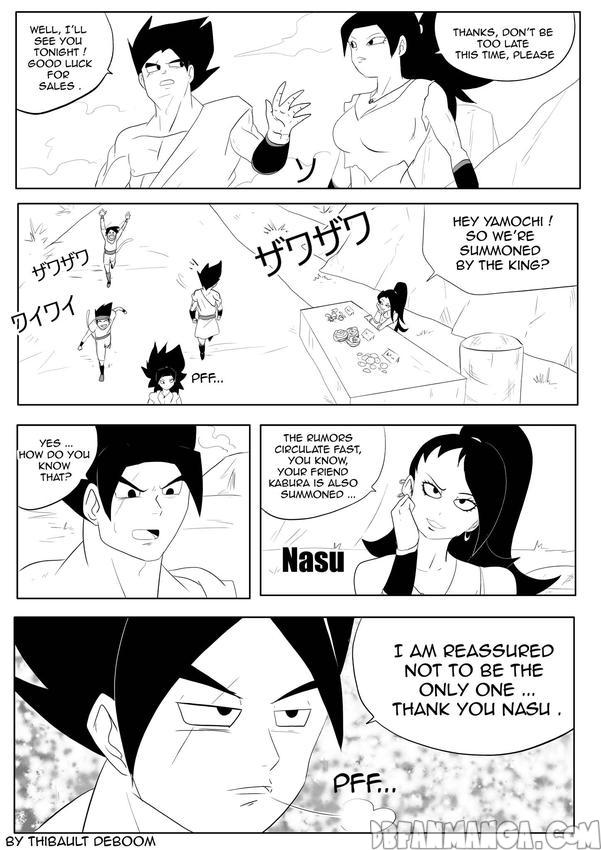 WELL, I'LL
SEE YOU
TONIGHT !
GOOD LUCK
FOR
SALES .
THANKS, DON'T
BE TOO LATE
THIS TIME, PLEASE
ソ
ザワザワ
ザワザワ
ワイワイ
HEY YAMOCHI !
SO WE'RE
SUMMONED
BY THE KING?
PFF...
YES ...
HOW DO YOU
KNOW
THAT?
THE RUMORS
CIRCULATE FAST,
YOU KNOW,
YOUR FRIEND
KABURA IS ALSO
SUMMONED ...
Nasu
I AM REASSURED
NOT TO BE THE
ONLY ONE ...
THANK YOU NASU .
PFF...
BY THIBAULT DEBOOM
DBFANMANGA.COM